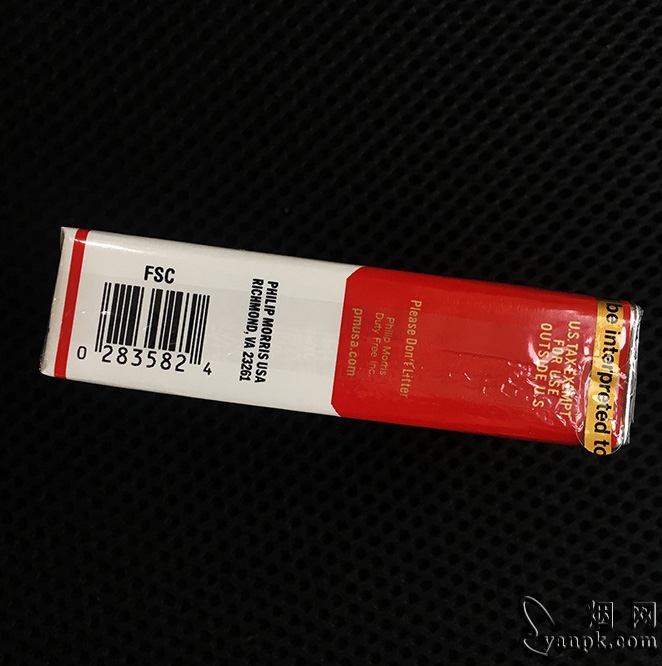 FSC
0 283582 4
PHILIP MORRIS USA
RICHMOND, VA 23261
Please Don't Litter
Philip Morris
Duty Free Inc.
pmusa.com
U.S. TAX-EXEMPT
FOR USE
OUTSIDE U.S.
be interpreted to
烟网
yanpk.com